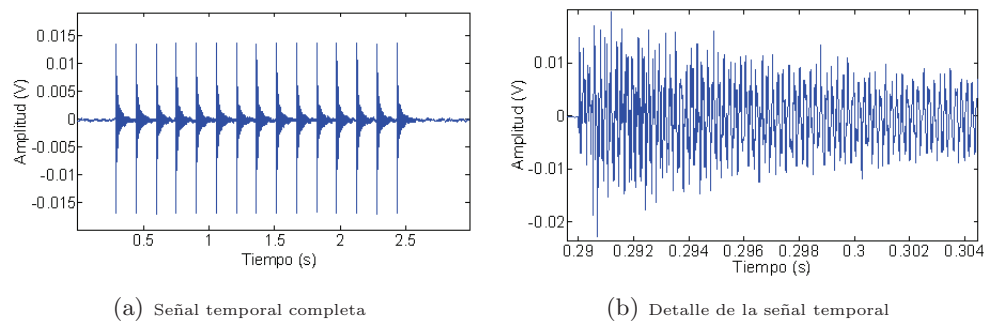 0.015
0.01
0.005
0
-0.005
-0.01
-0.015
Amplitud (V)
0.5 1 1.5 2 2.5
Tiempo (s)
(a) Señal temporal completa
0.01
0
-0.01
-0.02
Amplitud (V)
0.29 0.292 0.294 0.296 0.298 0.3 0.302 0.304
Tiempo (s)
(b) Detalle de la señal temporal